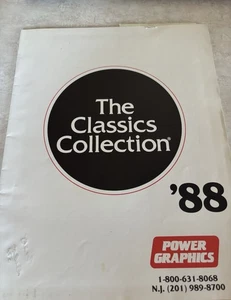 The
Classics
Collection®
'88
POWER
GRAPHICS
1-800-631-8068
N.J. (201) 989-8700